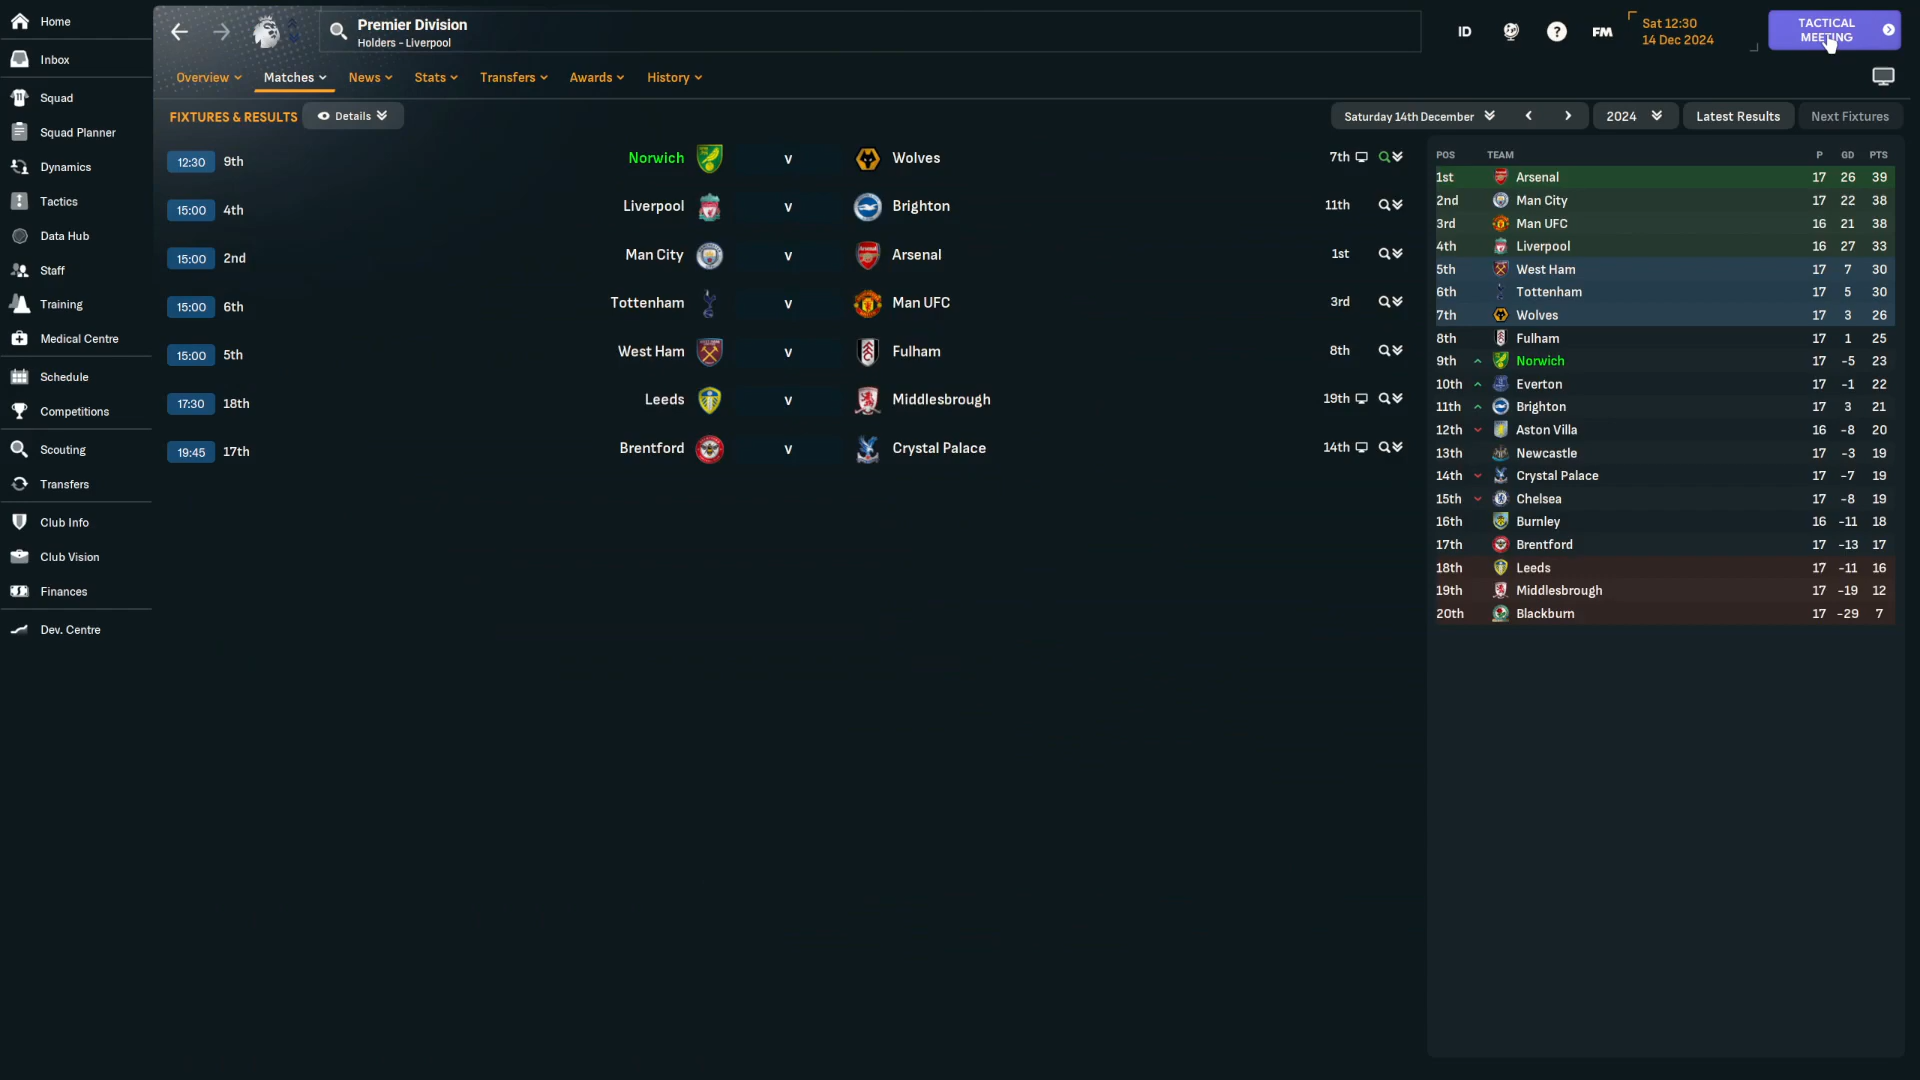 Home
Inbox
Squad
Squad Planner
Dynamics
Tactics
Data Hub
Staff
Training
Medical Centre
Schedule
Competitions
Scouting
Transfers
Club Info
Club Vision
Finances
Dev. Centre
Premier Division
Holders - Liverpool
ID
?
FM
Sat 12:30
14 Dec 2024
TACTICAL
MEETING
Overview Matches News Stats Transfers Awards History
FIXTURES & RESULTS Details
Saturday 14th December 2024 Latest Results Next Fixtures
12:30 9th Norwich v Wolves 7th
15:00 4th Liverpool v Brighton 11th
15:00 2nd Man City v Arsenal 1st
15:00 6th Tottenham v Man UFC 3rd
15:00 5th West Ham v Fulham 8th
17:30 18th Leeds v Middlesbrough 19th
19:45 17th Brentford v Crystal Palace 14th
POS TEAM P GD PTS
1st Arsenal 17 26 39
2nd Man City 17 22 38
3rd Man UFC 16 21 38
4th Liverpool 16 27 33
5th West Ham 17 7 30
6th Tottenham 17 5 30
7th Wolves 17 3 26
8th Fulham 17 1 25
9th Norwich 17 -5 23
10th Everton 17 -1 22
11th Brighton 17 3 21
12th Aston Villa 16 -8 20
13th Newcastle 17 -3 19
14th Crystal Palace 17 -7 19
15th Chelsea 17 -8 19
16th Burnley 16 -11 18
17th Brentford 17 -13 17
18th Leeds 17 -11 16
19th Middlesbrough 17 -19 12
20th Blackburn 17 -29 7